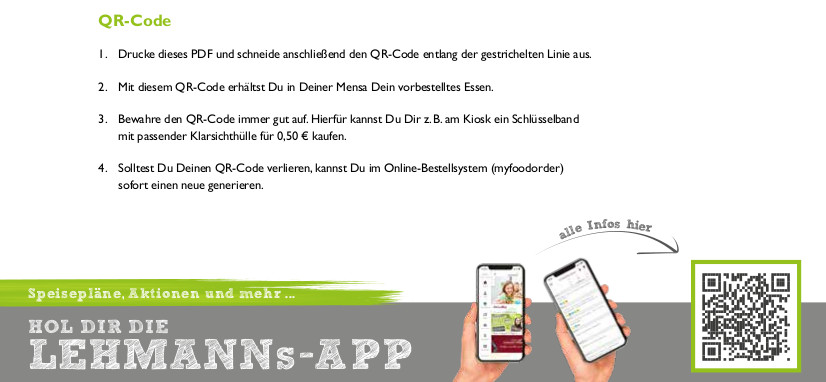 QR-Code
1. Drucke dieses PDF und schneide anschließend den QR-Code entlang der gestrichelten Linie aus.
2. Mit diesem QR-Code erhältst Du in Deiner Mensa Dein vorbestelltes Essen.
3. Bewahre den QR-Code immer gut auf. Hierfür kannst Du Dir z. B. am Kiosk ein Schlüsselband
mit passender Klarsichthülle für 0,50 € kaufen.
4. Solltest Du Deinen QR-Code verlieren, kannst Du im Online-Bestellsystem (myfoodorder)
sofort einen neue generieren.
alle Infos hier
Speisepläne, Aktionen und mehr ...
HOL DIR DIE
LEHMANNs-APP